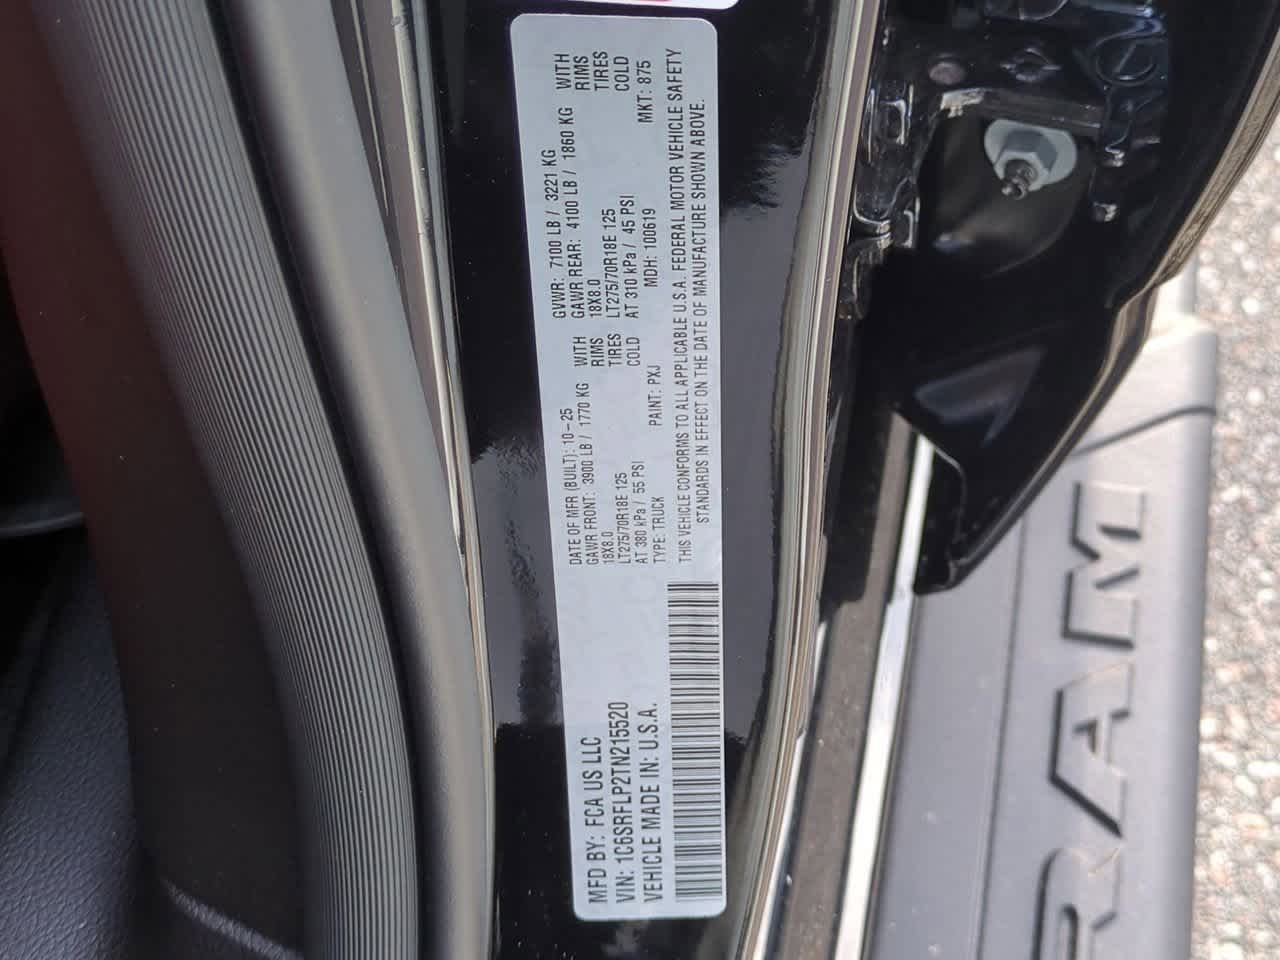 MFD BY: FCA US LLC
VIN: 1C6SRFLP2TN215520
VEHICLE MADE IN: U.S.A.
DATE OF MFR (BUILT): 10-25
GAWR FRONT: 3900 LB / 1770 KG WITH
18X8.0 RIMS
LT275/70R18E 125 TIRES
AT 380 kPa / 55 PSI COLD
GVWR: 7100 LB / 3221 KG
GAWR REAR: 4100 LB / 1860 KG WITH
18X8.0 RIMS
LT275/70R18E 125 TIRES
AT 310 kPa / 45 PSI COLD
TYPE: TRUCK PAINT: PXJ MDH: 100619 MKT: 875
THIS VEHICLE CONFORMS TO ALL APPLICABLE U.S.A. FEDERAL MOTOR VEHICLE SAFETY
STANDARDS IN EFFECT ON THE DATE OF MANUFACTURE SHOWN ABOVE.
RAM